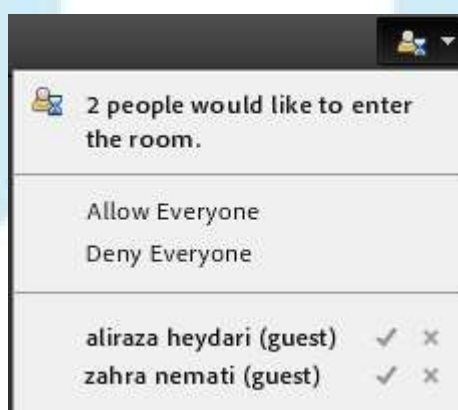 2 people would like to enter
the room.
Allow Everyone
Deny Everyone
aliraza heydari (guest)
zahra nemati (guest)